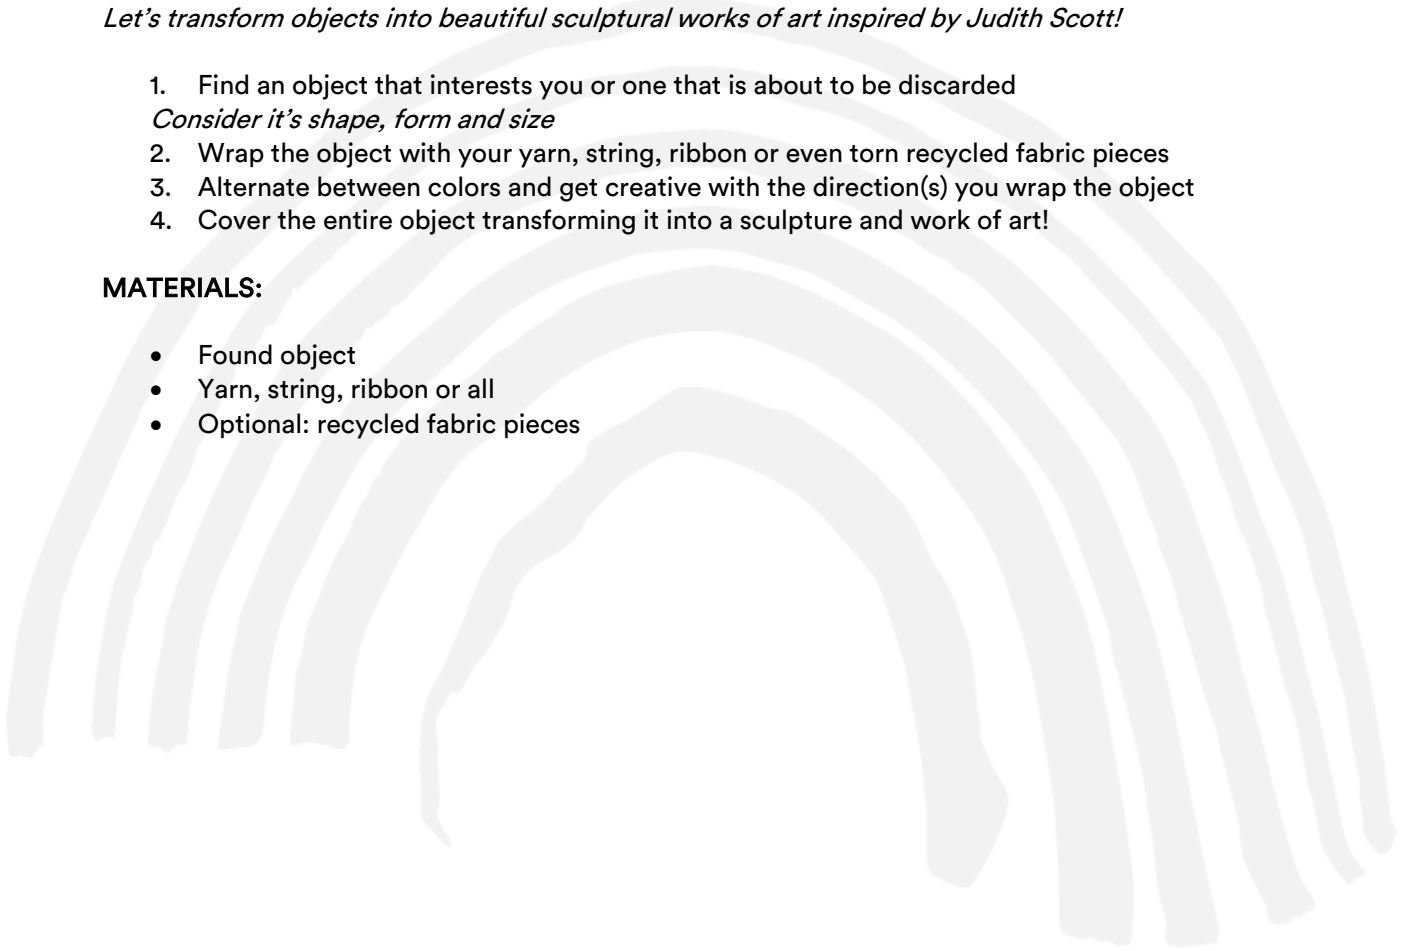 Let’s transform objects into beautiful sculptural works of art inspired by Judith Scott!
1. Find an object that interests you or one that is about to be discarded
Consider it’s shape, form and size
2. Wrap the object with your yarn, string, ribbon or even torn recycled fabric pieces
3. Alternate between colors and get creative with the direction(s) you wrap the object
4. Cover the entire object transforming it into a sculpture and work of art!
MATERIALS:
• Found object
• Yarn, string, ribbon or all
• Optional: recycled fabric pieces